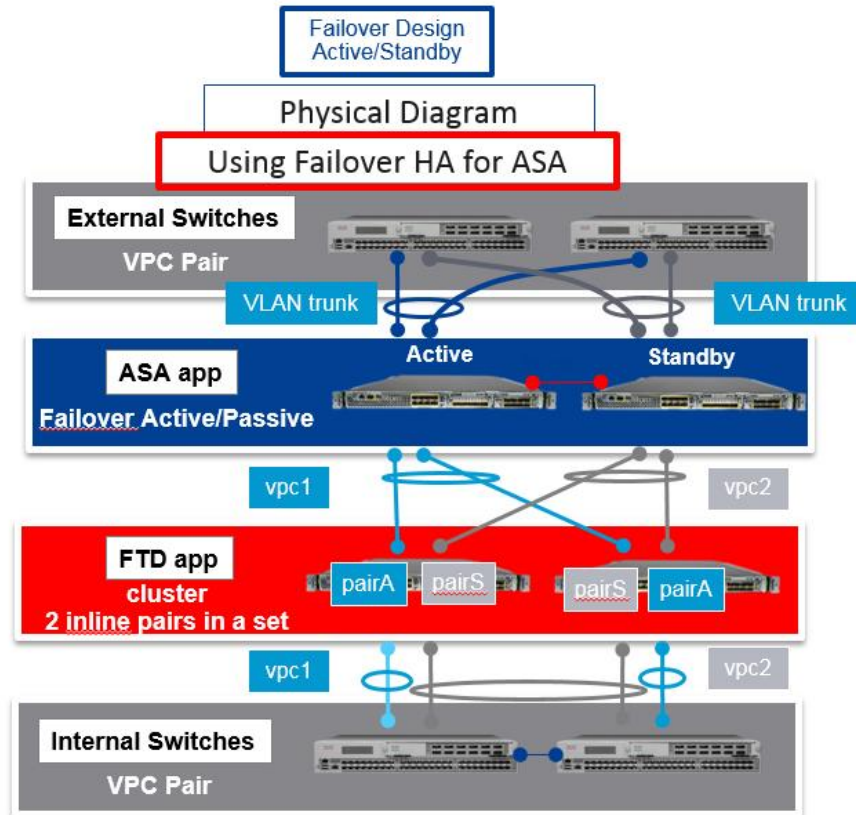 Failover Design
Active/Standby
Physical Diagram
Using Failover HA for ASA
External Switches
VPC Pair
VLAN trunk
VLAN trunk
ASA app
Failover Active/Passive
Active
Standby
vpc1
vpc2
FTD app
cluster
2 inline pairs in a set
pairA
pairS
pairS
pairA
vpc1
vpc2
Internal Switches
VPC Pair